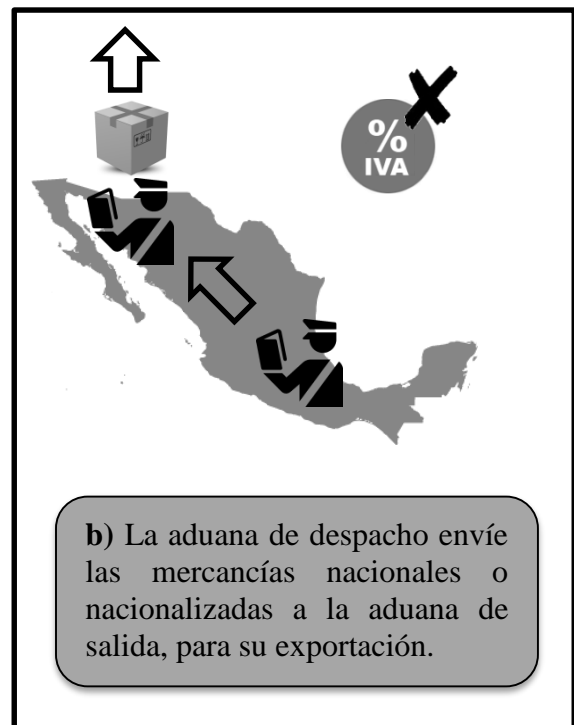 %
IVA
b) La aduana de despacho envíe
las mercancías nacionales o
nacionalizadas a la aduana de
salida, para su exportación.